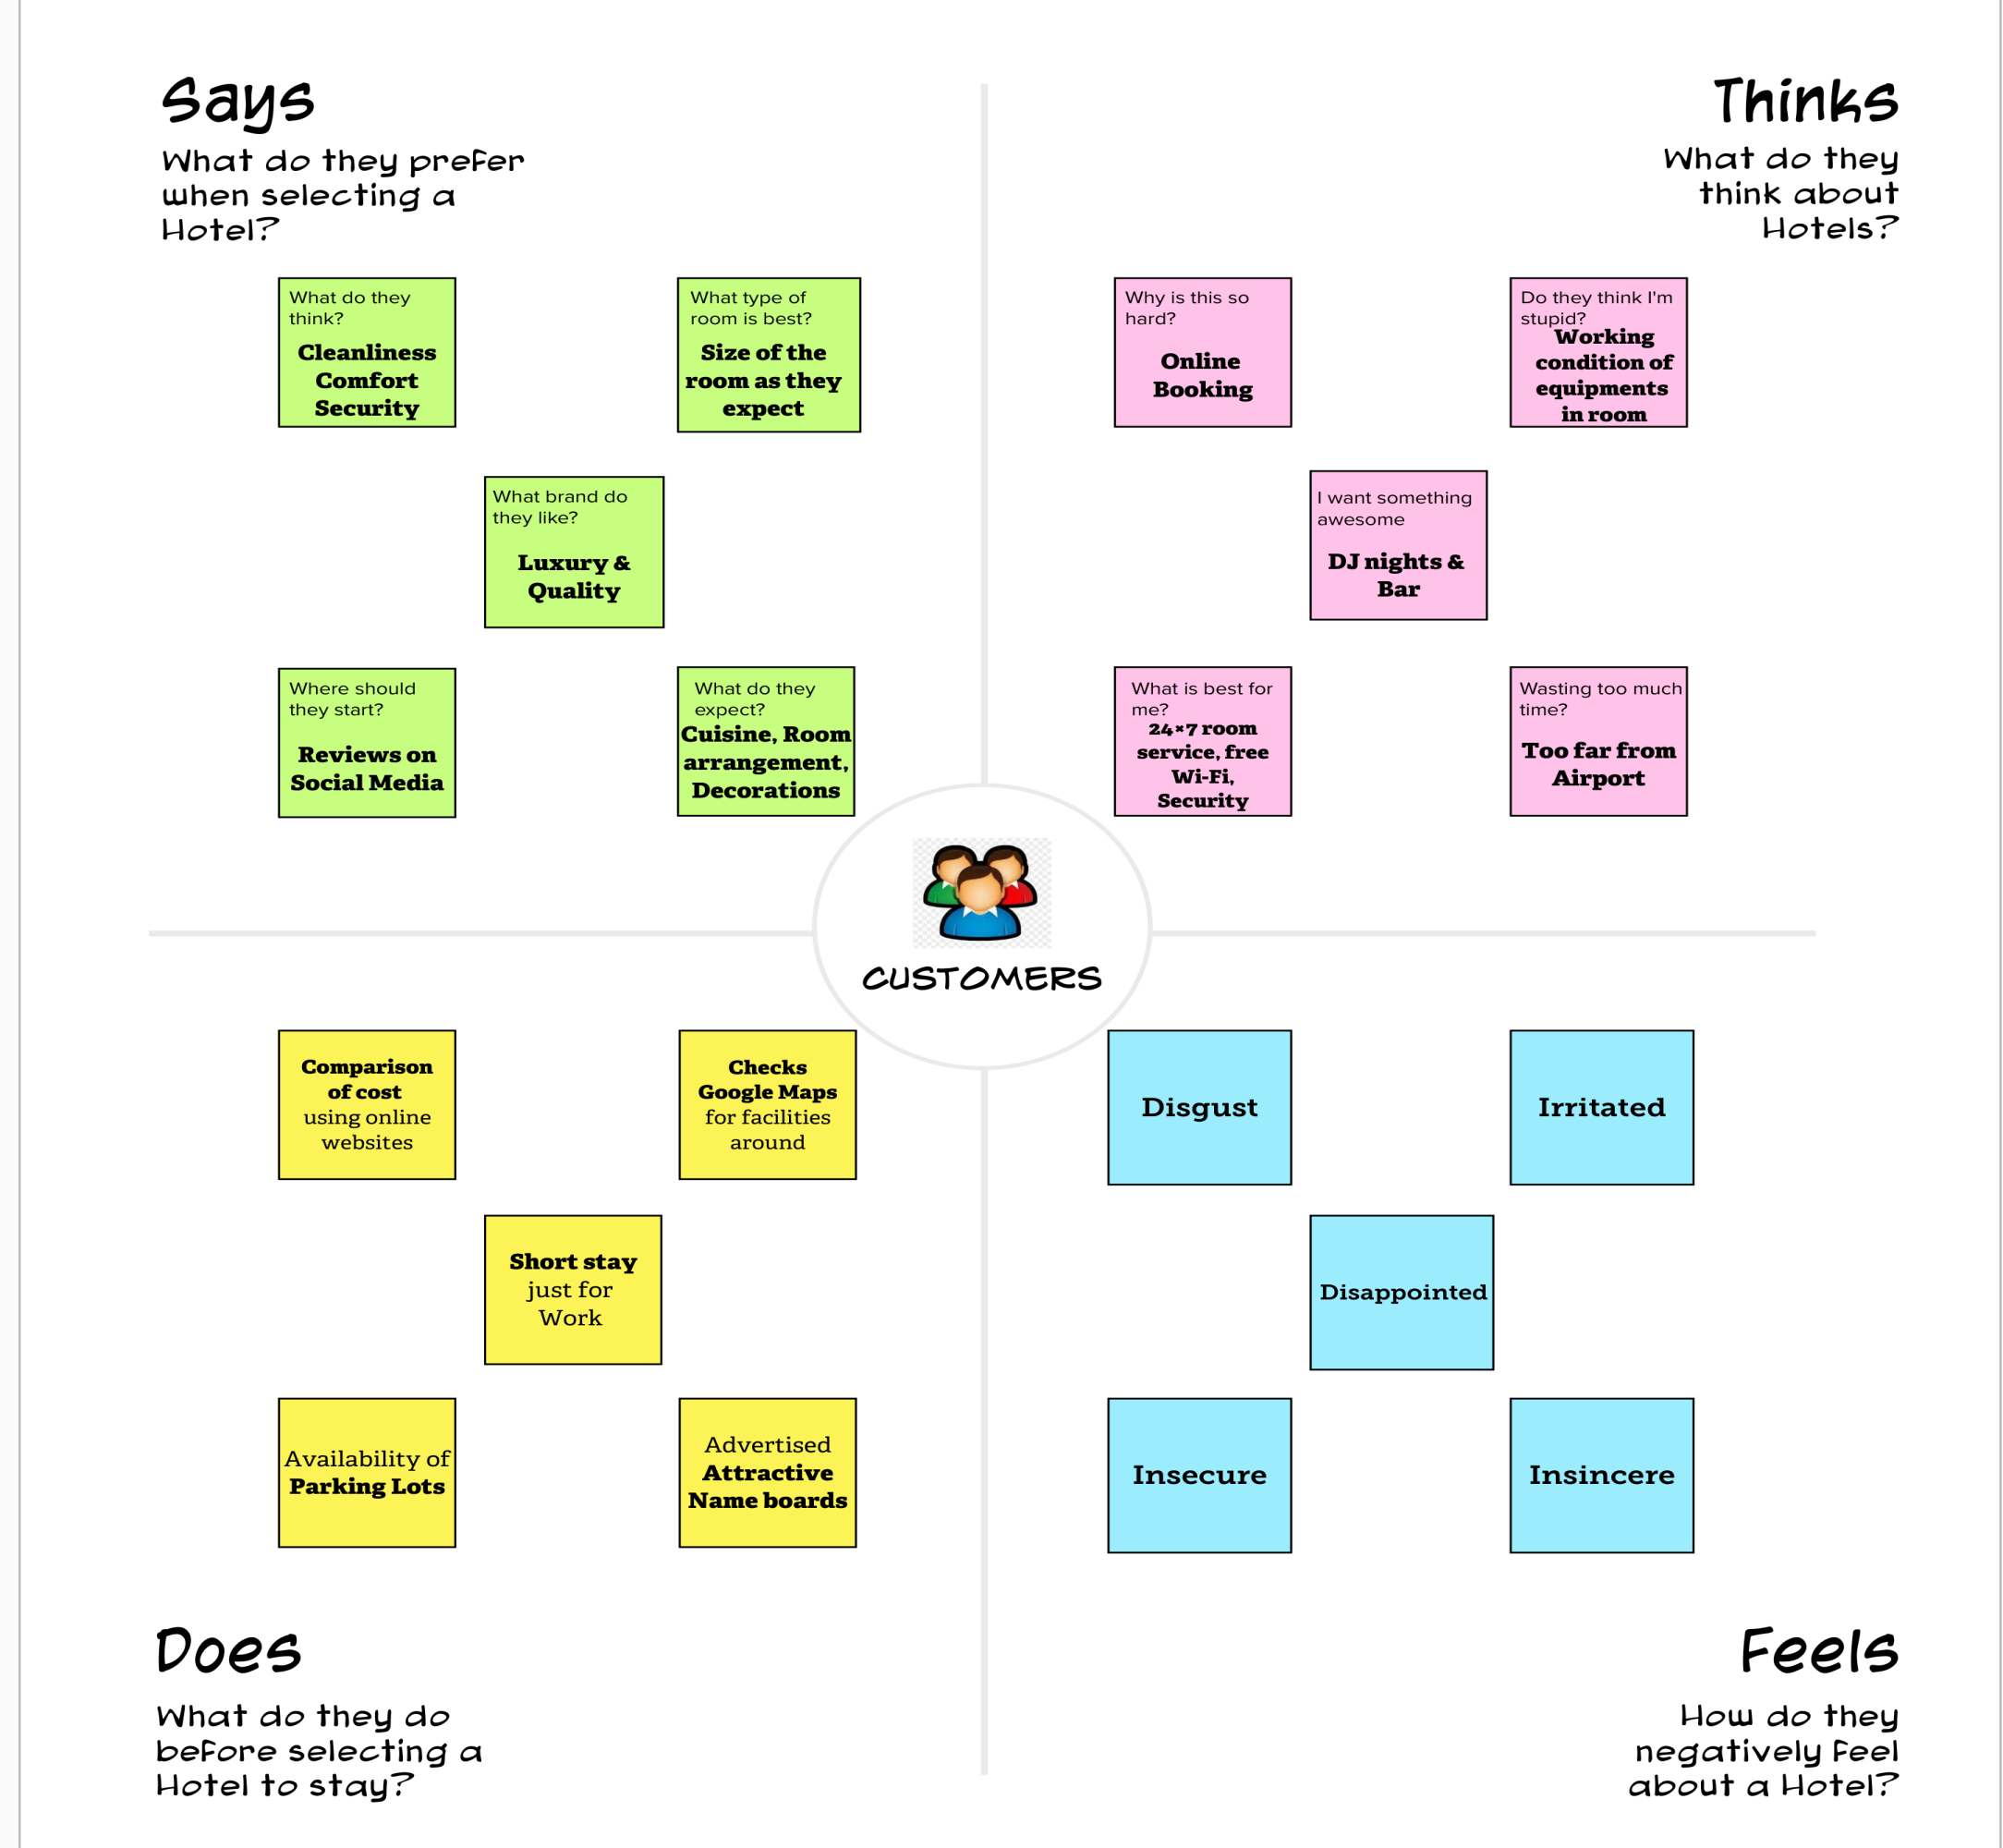 Says
What do they prefer
when selecting a
Hotel?
What do they
think?
Cleanliness
Comfort
Security
What type of
room is best?
Size of the
room as they
expect
What brand do
they like?
Luxury &
Quality
Where should
they start?
Reviews on
Social Media
What do they
expect?
Cuisine, Room
arrangement,
Decorations
Thinks
What do they
think about
Hotels?
Why is this so
hard?
Online
Booking
Do they think I'm
stupid?
Working
condition of
equipments
in room
I want something
awesome
DJ nights &
Bar
What is best for
me?
24×7 room
service, free
Wi-Fi,
Security
Wasting too much
time?
Too far from
Airport
CUSTOMERS
Comparison
of cost
using online
websites
Checks
Google Maps
for facilities
around
Short stay
just for
Work
Availability of
Parking Lots
Advertised
Attractive
Name boards
Does
What do they do
before selecting a
Hotel to stay?
Disgust
Irritated
Disappointed
Insecure
Insincere
Feels
How do they
negatively feel
about a Hotel?